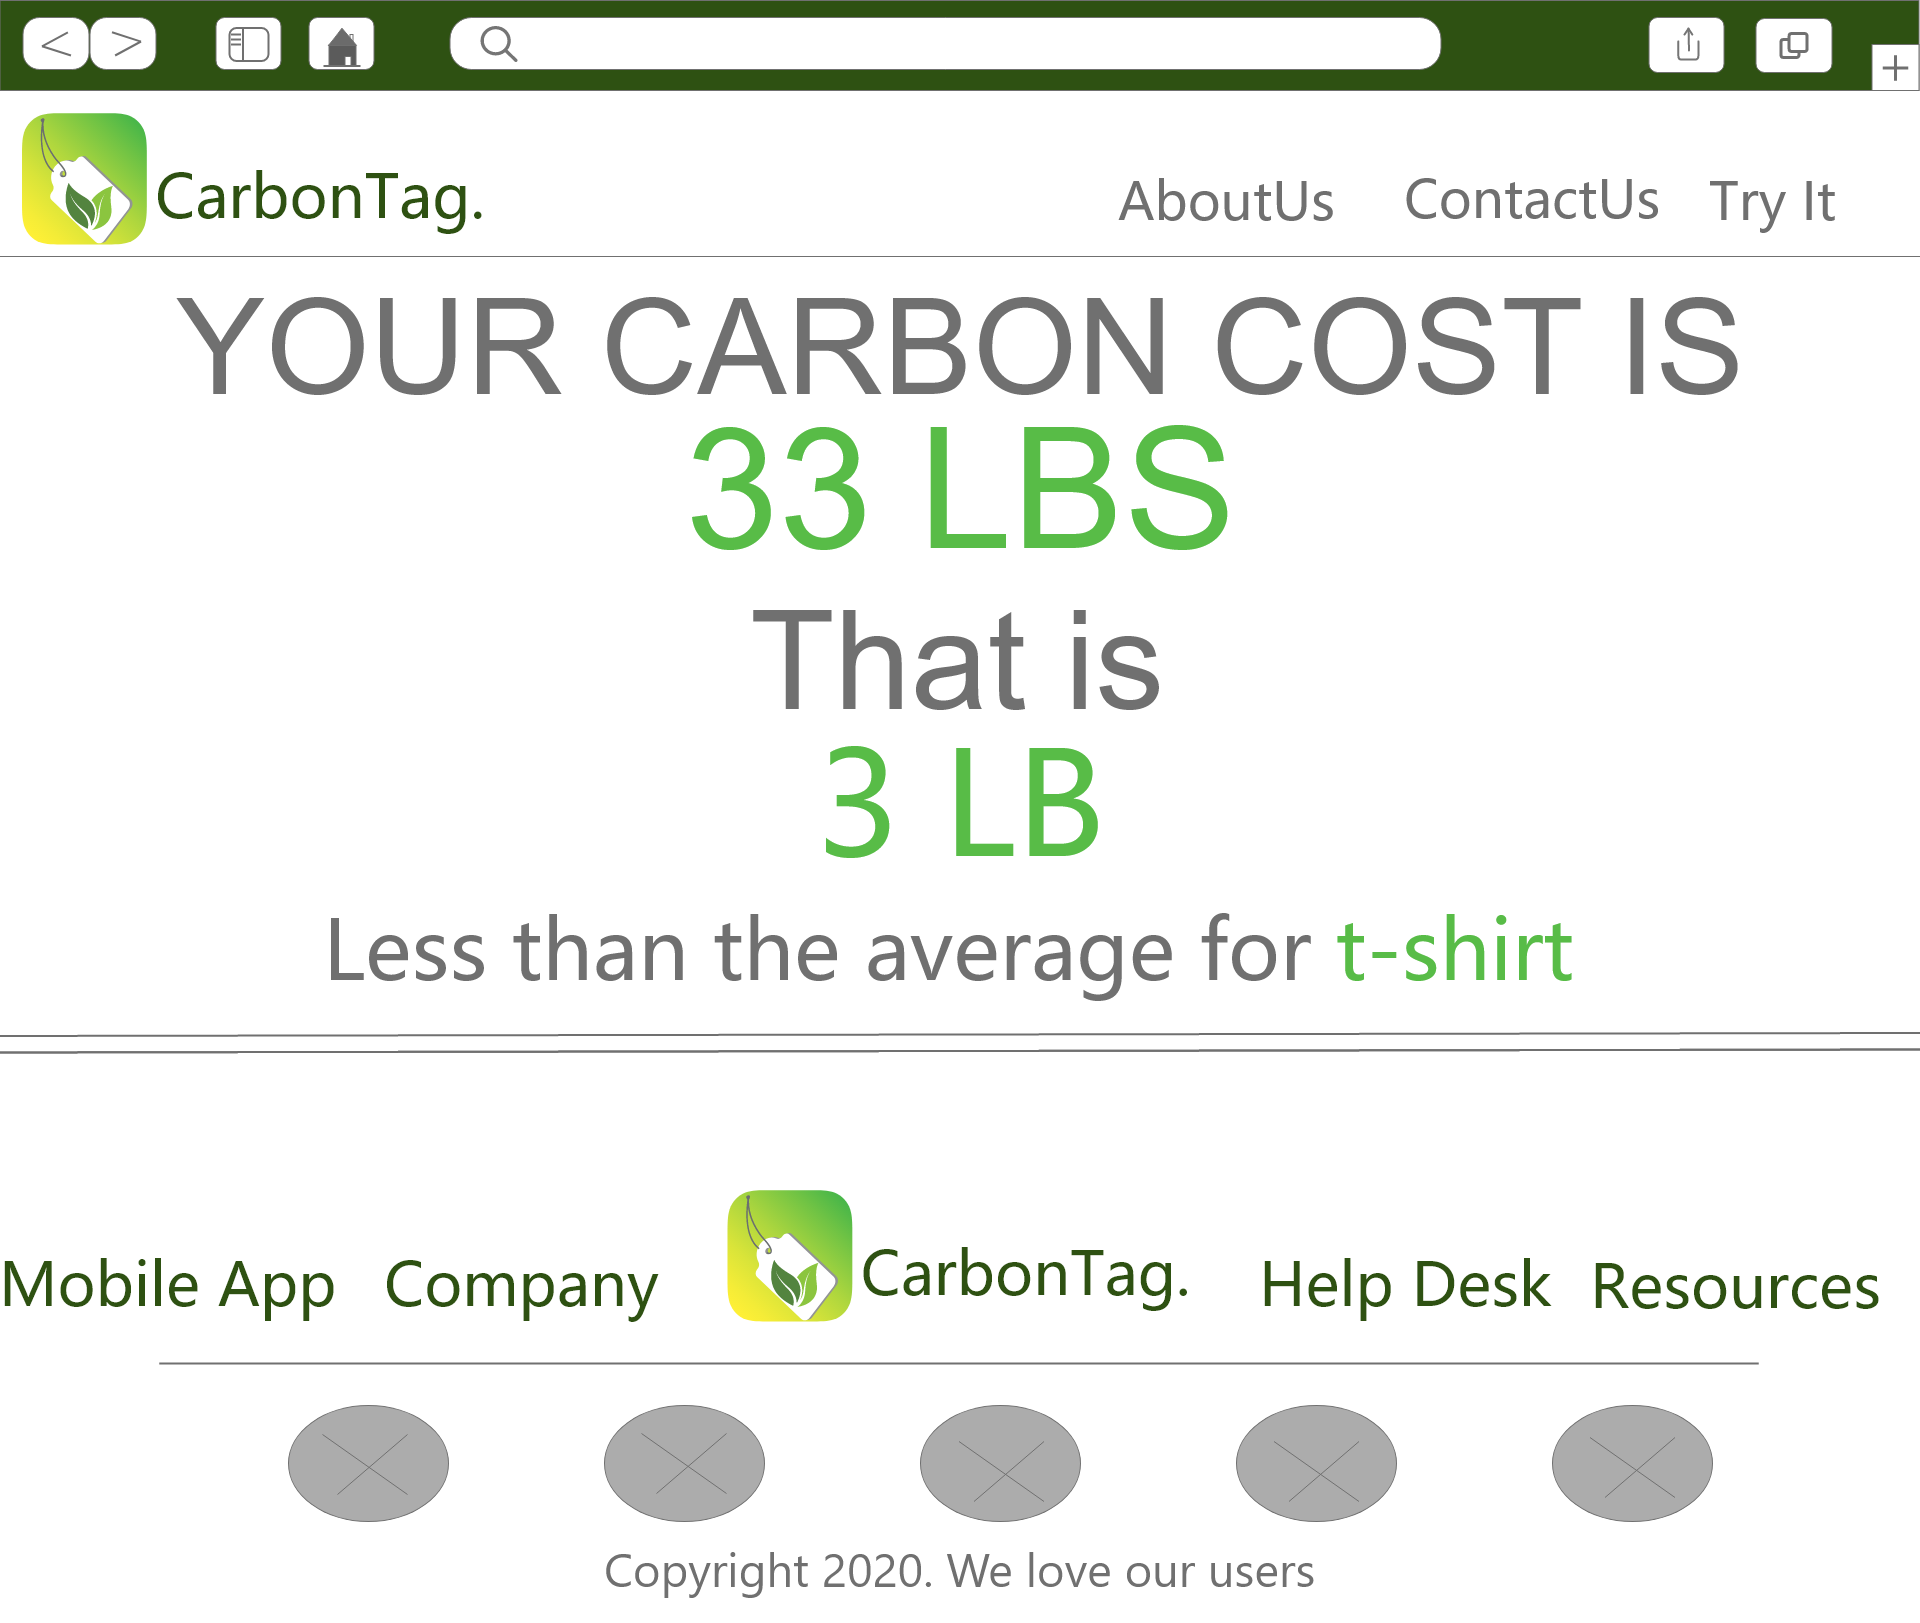 CarbonTag.
AboutUs ContactUs Try It
YOUR CARBON COST IS
33 LBS
That is
3 LB
Less than the average for t-shirt
Mobile App Company CarbonTag. Help Desk Resources
Copyright 2020. We love our users